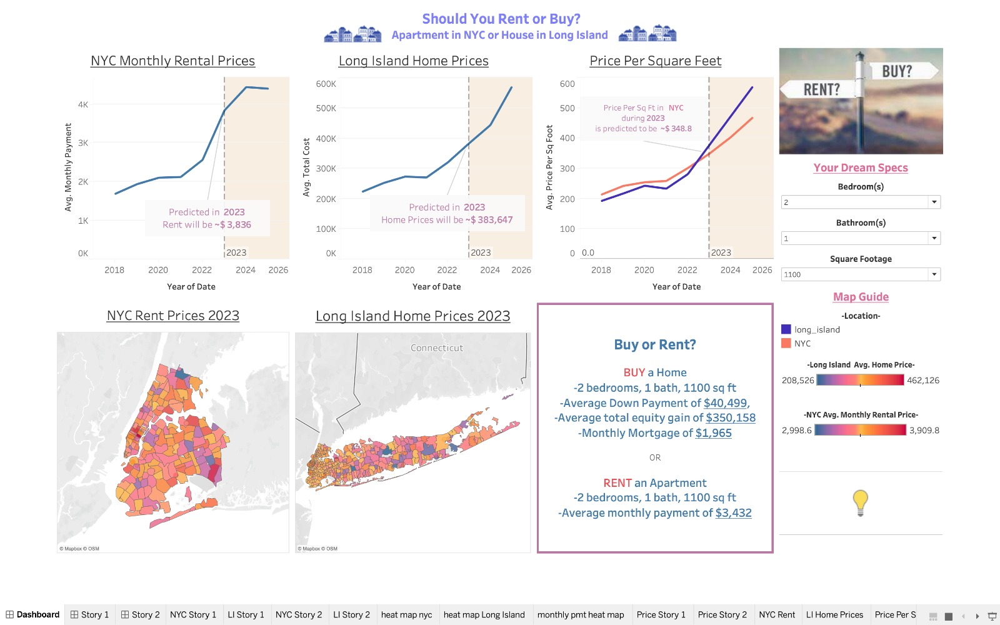 Should You Rent or Buy?
Apartment in NYC or House in Long Island
NYC Monthly Rental Prices
Avg. Monthly Payment
4K
3K
2K
1K
0K
Predicted in 2023
Rent will be ~$ 3,836
2023
2018
2020
2022
2024
2026
Year of Date
Long Island Home Prices
Avg. Total Cost
600K
500K
400K
300K
200K
100K
0K
Predicted in 2023
Home Prices will be ~$ 383,647
2023
2018
2020
2022
2024
2026
Year of Date
Price Per Square Feet
Avg. Price Per Sq Foot
600
500
400
300
200
100
0
Price Per Sq Ft in NYC
during 2023
is predicted to be ~$ 348.8
0.0
2023
2018
2020
2022
2024
2026
Year of Date
BUY?
RENT?
Your Dream Specs
Bedroom(s)
2
Bathroom(s)
1
Square Footage
1100
Map Guide
-Location-
long_island
NYC
-Long Island Avg. Home Price-
208,526
462,126
-NYC Avg. Monthly Rental Price-
2,998.6
3,909.8
NYC Rent Prices 2023
© Mapbox © OSM
Long Island Home Prices 2023
Connecticut
© Mapbox © OSM
Buy or Rent?
BUY a Home
-2 bedrooms, 1 bath, 1100 sq ft
-Average Down Payment of $40,499,
-Average total equity gain of $350,158
-Monthly Mortgage of $1,965
OR
RENT an Apartment
-2 bedrooms, 1 bath, 1100 sq ft
-Average monthly payment of $3,432
Dashboard
Story 1
Story 2
NYC Story 1
LI Story 1
NYC Story 2
LI Story 2
heat map nyc
heat map Long Island
monthly pmt heat map
Price Story 1
Price Story 2
NYC Rent
LI Home Prices
Price Per S